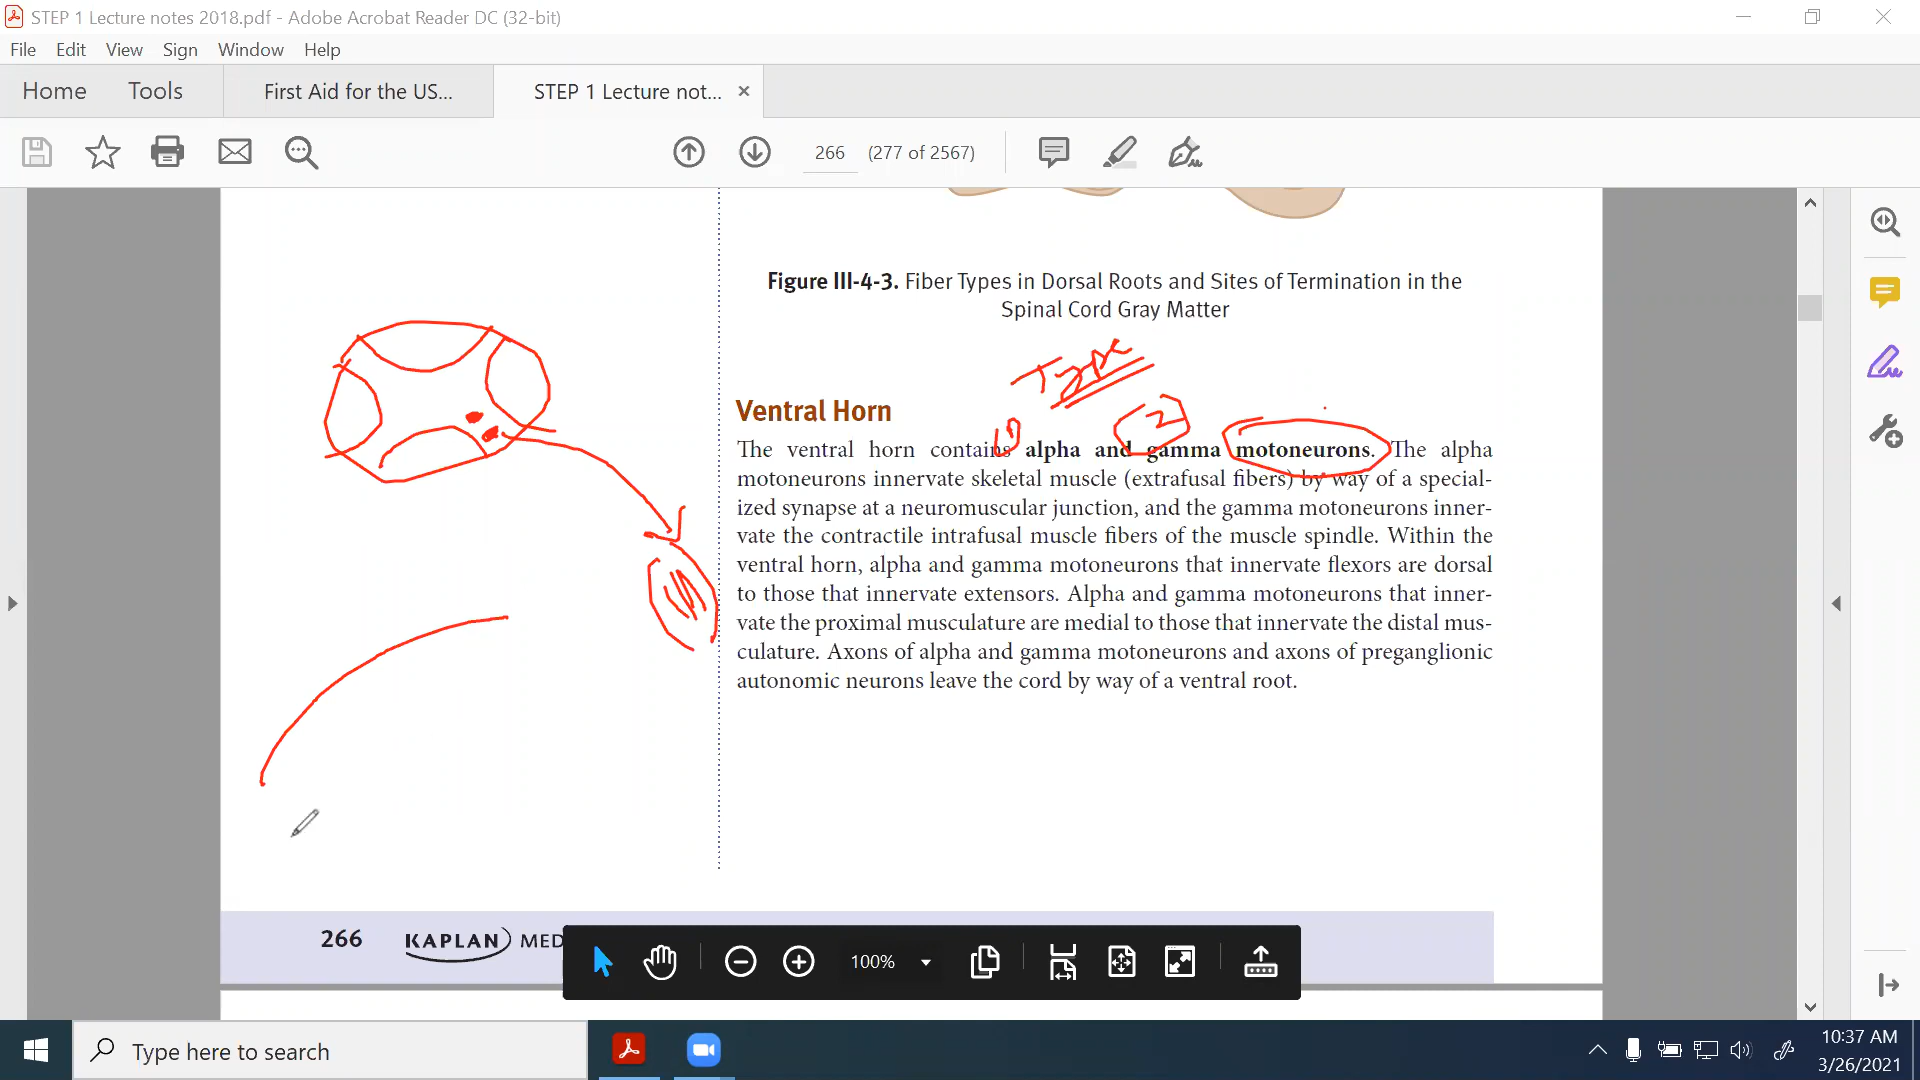 STEP 1 Lecture notes 2018.pdf - Adobe Acrobat Reader DC (32-bit)
File Edit View Sign Window Help
Home Tools First Aid for the US... STEP 1 Lecture not...
266 (277 of 2567)
Figure III-4-3. Fiber Types in Dorsal Roots and Sites of Termination in the
Spinal Cord Gray Matter
Type
Ventral Horn
1 2
The ventral horn contains alpha and gamma motoneurons. The alpha
motoneurons innervate skeletal muscle (extrafusal fibers) by way of a special-
ized synapse at a neuromuscular junction, and the gamma motoneurons inner-
vate the contractile intrafusal muscle fibers of the muscle spindle. Within the
ventral horn, alpha and gamma motoneurons that innervate flexors are dorsal
to those that innervate extensors. Alpha and gamma motoneurons that inner-
vate the proximal musculature are medial to those that innervate the distal mus-
culature. Axons of alpha and gamma motoneurons and axons of preganglionic
autonomic neurons leave the cord by way of a ventral root.
266 KAPLAN MED
100%
Type here to search
10:37 AM
3/26/2021